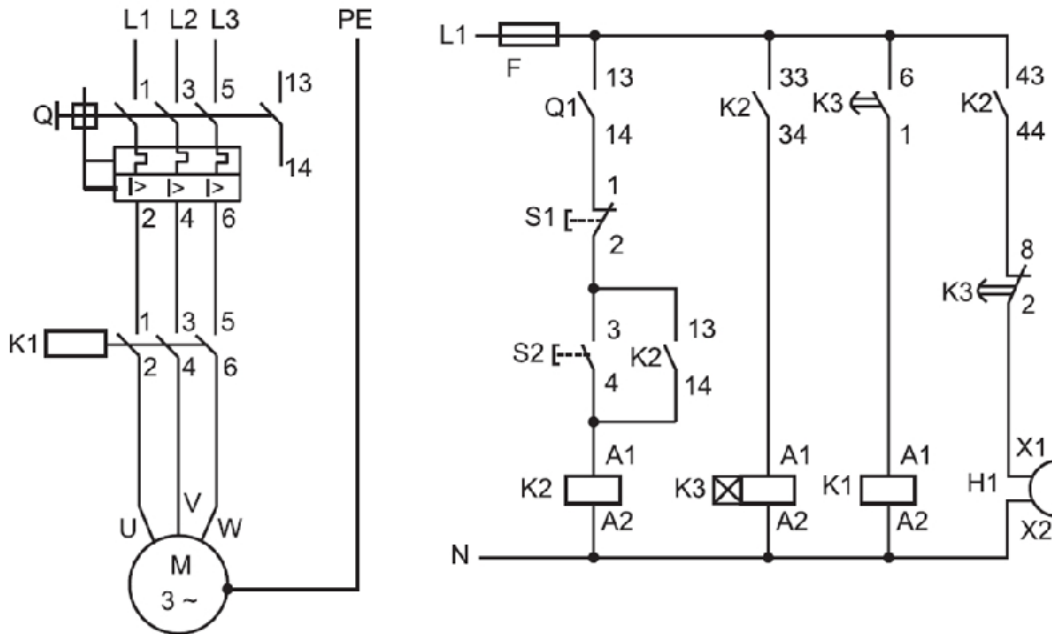 L1 L2 L3 PE
1 3 5 13
Q
14
I> I> I>
2 4 6
1 3 5
K1
2 4 6
U V W
M
3 ~
L1
F
13 33 6 43
Q1 K2 K3 K2
14 34 1 44
1
S1
2
8
K3
2
3 13
S2 K2
4 14
A1 A1 A1 X1
K2 K3 K1 H1
A2 A2 A2 X2
N